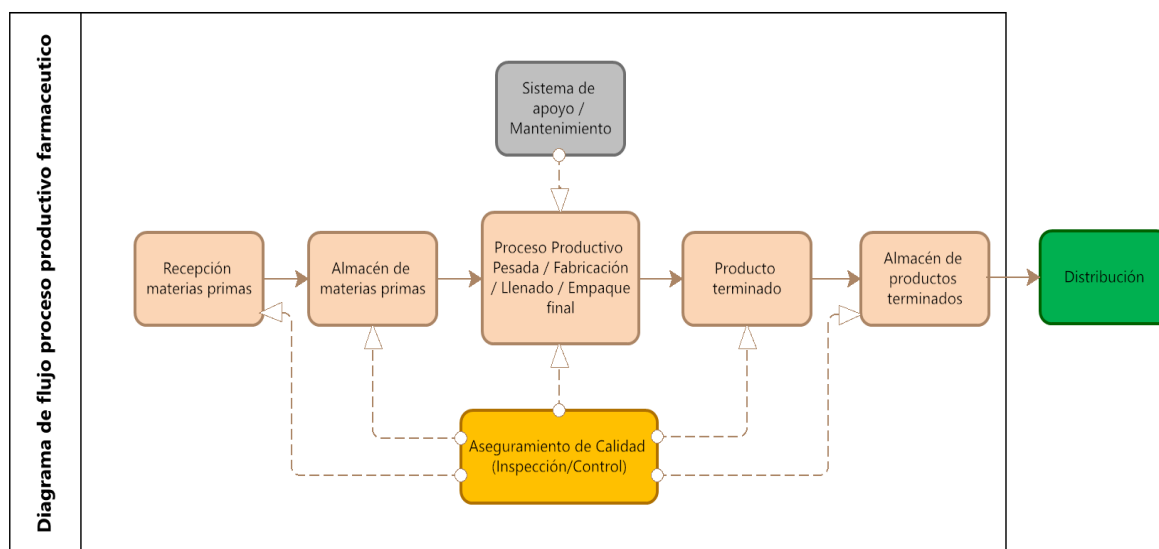 Diagrama de flujo proceso productivo farmaceutico
Sistema de
apoyo /
Mantenimiento
Recepción
materias primas
Almacén de
materias primas
Proceso Productivo
Pesada / Fabricación
/ Llenado / Empaque
final
Producto
terminado
Almacén de
productos
terminados
Distribución
Aseguramiento de Calidad
(Inspección/Control)